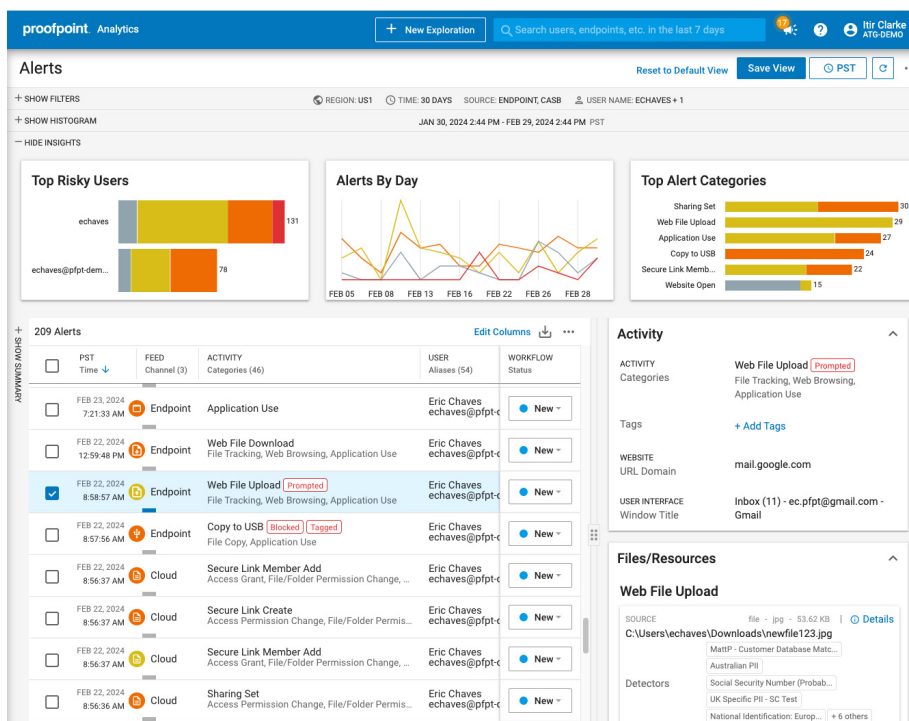 proofpoint. Analytics
+ New Exploration
Search users, endpoints, etc. in the last 7 days
17
Itir Clarke
ATG-DEMO
Alerts
Reset to Default View
Save View
PST
+ SHOW FILTERS
REGION: US1 TIME: 30 DAYS SOURCE: ENDPOINT, CASB USER NAME: ECHAVES + 1
+ SHOW HISTOGRAM
JAN 30, 2024 2:44 PM - FEB 29, 2024 2:44 PM PST
— HIDE INSIGHTS
Top Risky Users
echaves
131
echaves@pfpt-dem...
78
Alerts By Day
FEB 05 FEB 08 FEB 13 FEB 16 FEB 22 FEB 26 FEB 28
Top Alert Categories
Sharing Set 30
Web File Upload 29
Application Use 27
Copy to USB 24
Secure Link Memb... 22
Website Open 15
+ SHOW SUMMARY
209 Alerts
Edit Columns
PST FEED ACTIVITY USER WORKFLOW
Time Channel (3) Categories (46) Aliases (54) Status
FEB 23, 2024
7:21:33 AM
Endpoint
Application Use
Eric Chaves
echaves@pfpt-c
New
FEB 22, 2024
12:59:48 PM
Endpoint
Web File Download
File Tracking, Web Browsing, Application Use
Eric Chaves
echaves@pfpt-c
New
FEB 22, 2024
8:58:57 AM
Endpoint
Web File Upload Prompted
File Tracking, Web Browsing, Application Use
Eric Chaves
echaves@pfpt-c
New
FEB 22, 2024
8:57:56 AM
Endpoint
Copy to USB Blocked Tagged
File Copy, Application Use
Eric Chaves
echaves@pfpt-c
New
FEB 22, 2024
8:56:37 AM
Cloud
Secure Link Member Add
Access Grant, File/Folder Permission Change, ...
Eric Chaves
echaves@pfpt-c
New
FEB 22, 2024
8:56:37 AM
Cloud
Secure Link Create
Access Permission Change, File/Folder Permis...
Eric Chaves
echaves@pfpt-c
New
FEB 22, 2024
8:56:37 AM
Cloud
Secure Link Member Add
Access Grant, File/Folder Permission Change, ...
Eric Chaves
echaves@pfpt-c
New
FEB 22, 2024
8:56:36 AM
Cloud
Sharing Set
Access Permission Change, File/Folder Permis...
Eric Chaves
echaves@pfpt-c
New
Activity
ACTIVITY
Categories
Web File Upload Prompted
File Tracking, Web Browsing,
Application Use
Tags
+ Add Tags
WEBSITE
URL Domain
mail.google.com
USER INTERFACE
Window Title
Inbox (11) - ec.pfpt@gmail.com -
Gmail
Files/Resources
Web File Upload
SOURCE file - jpg - 53.62 KB | Details
C:\Users\echaves\Downloads\newfile123.jpg
Detectors
MattP - Customer Database Matc...
Australian PII
Social Security Number (Probab...
UK Specific PII - SC Test
National Identification: Europ... + 6 others